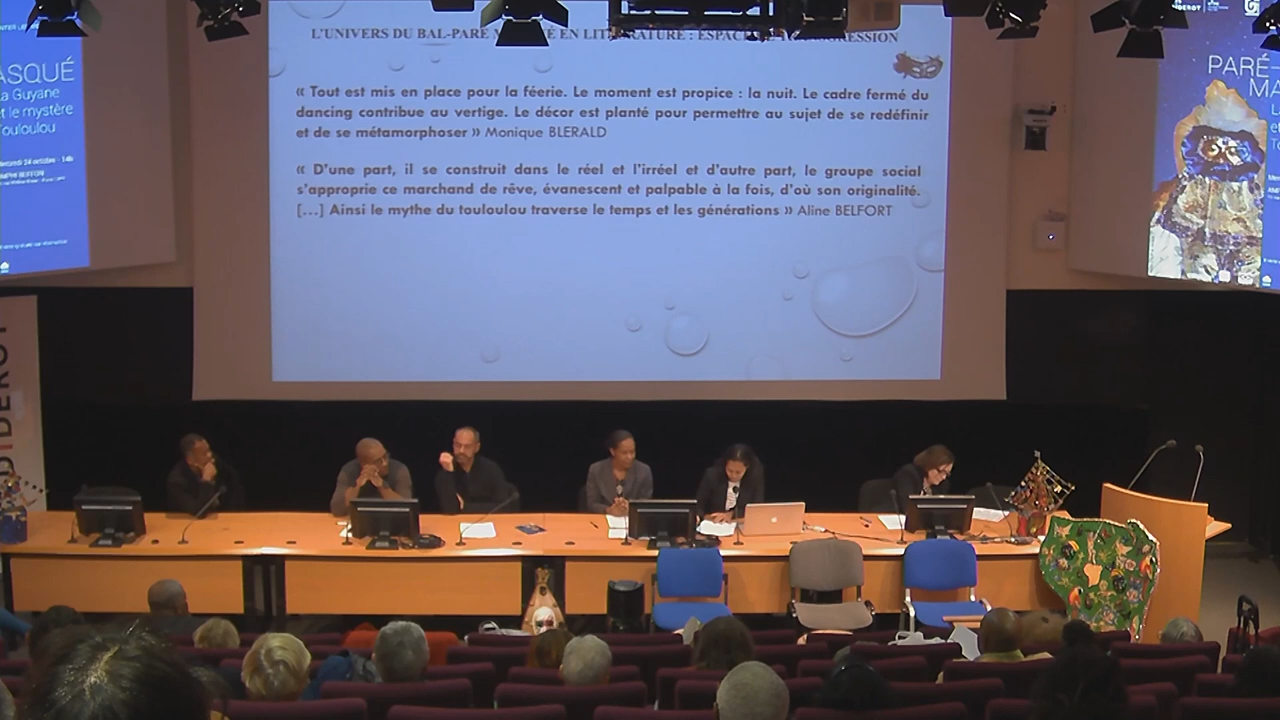 L'UNIVERS DU BAL-PARÉ EN LITTÉRATURE : ESPACE
« Tout est mis en place pour la féerie. Le moment est propice : la nuit. Le cadre fermé du
dancing contribue au vertige. Le décor est planté pour permettre au sujet de se redéfinir
et de se métamorphoser » Monique BLERALD
« D'une part, il se construit dans le réel et l'irréel et d'autre part, le groupe social
s'approprie ce marchand de rêve, évanescent et palpable à la fois, d'où son originalité.
[...] Ainsi le mythe du touloulou traverse le temps et les générations » Aline BELFORT
ASQUÉ
a Guyane
et le mystère
ouloulou
PARÉ-
MA
DIDEROT